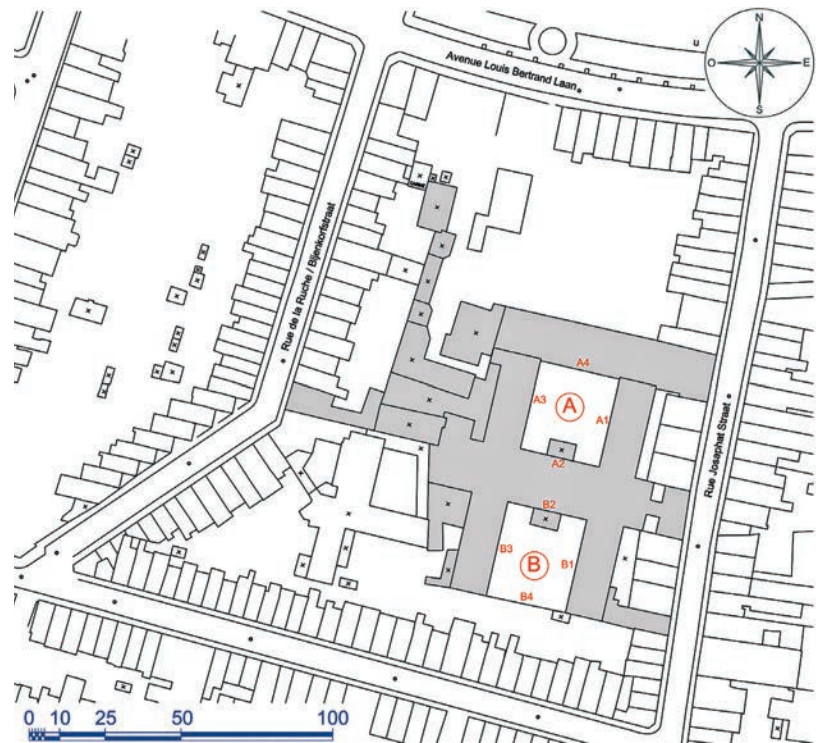 N
O E
S
u
Avenue Louis Bertrand Laan
Rue de la Ruche / Bijenkorfstraat
Rue Josaphat Straat
A4
A3
A
A1
A2
B2
B3
B
B1
B4
0 10 25 50 100